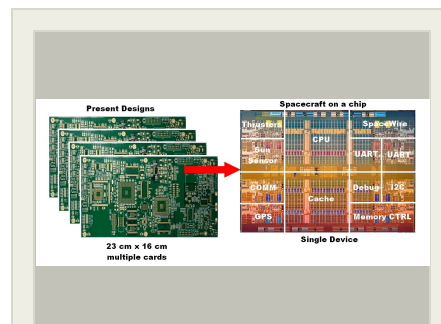 Present Designs
23 cm x 16 cm
multiple cards
Spacecraft on a chip
Thrusters
CPU
SpaceWire
Sun
Sensor
UART
UART
COMM
Cache
Debug
I2C
GPS
Memory CTRL
Single Device